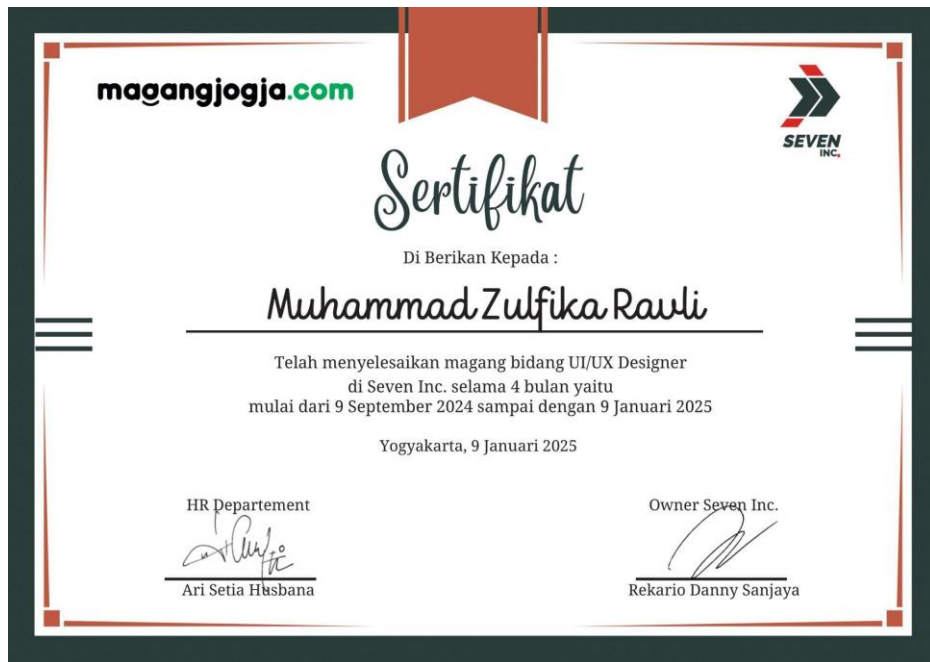 magangjogja.com
SEVEN
INC.
Sertifikat
Di Berikan Kepada :
Muhammad Zulfika Ravli
Telah menyelesaikan magang bidang UI/UX Designer
di Seven Inc. selama 4 bulan yaitu
mulai dari 9 September 2024 sampai dengan 9 Januari 2025
Yogyakarta, 9 Januari 2025
HR Departement
Owner Seven Inc.
Ari Setia Husbana
Rekario Danny Sanjaya